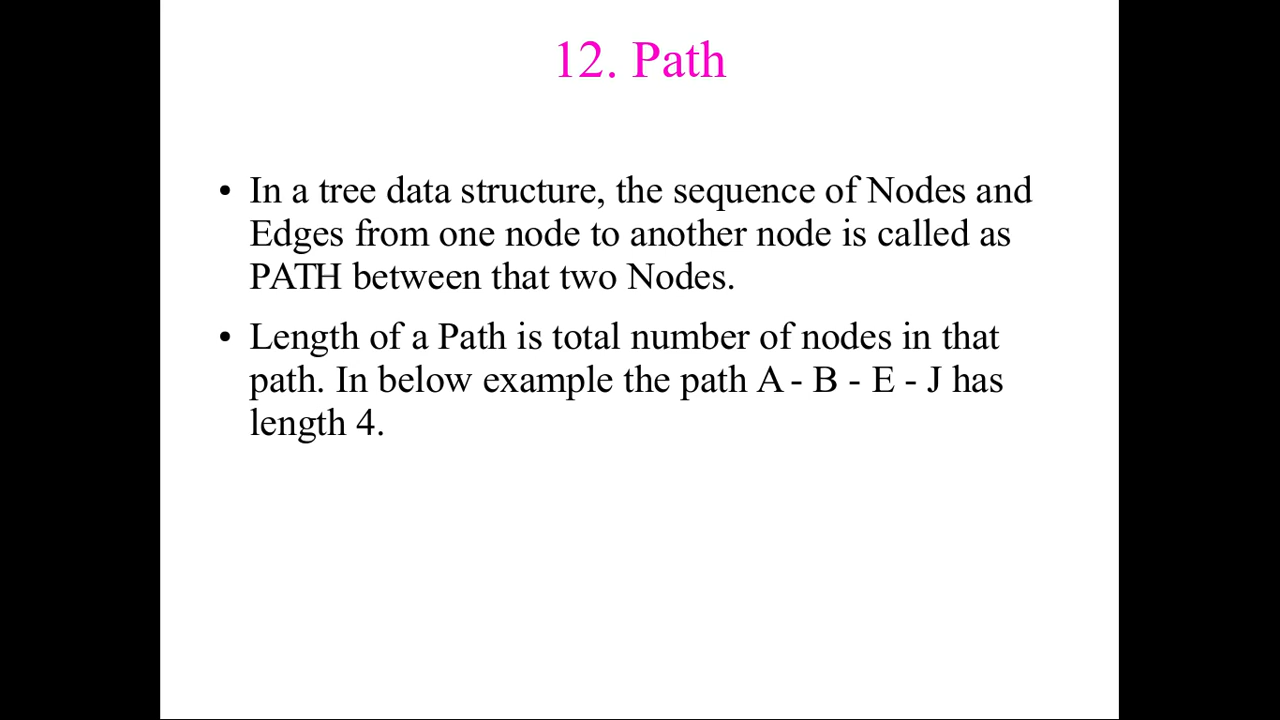 12. Path
• In a tree data structure, the sequence of Nodes and
Edges from one node to another node is called as
PATH between that two Nodes.
• Length of a Path is total number of nodes in that
path. In below example the path A - B - E - J has
length 4.